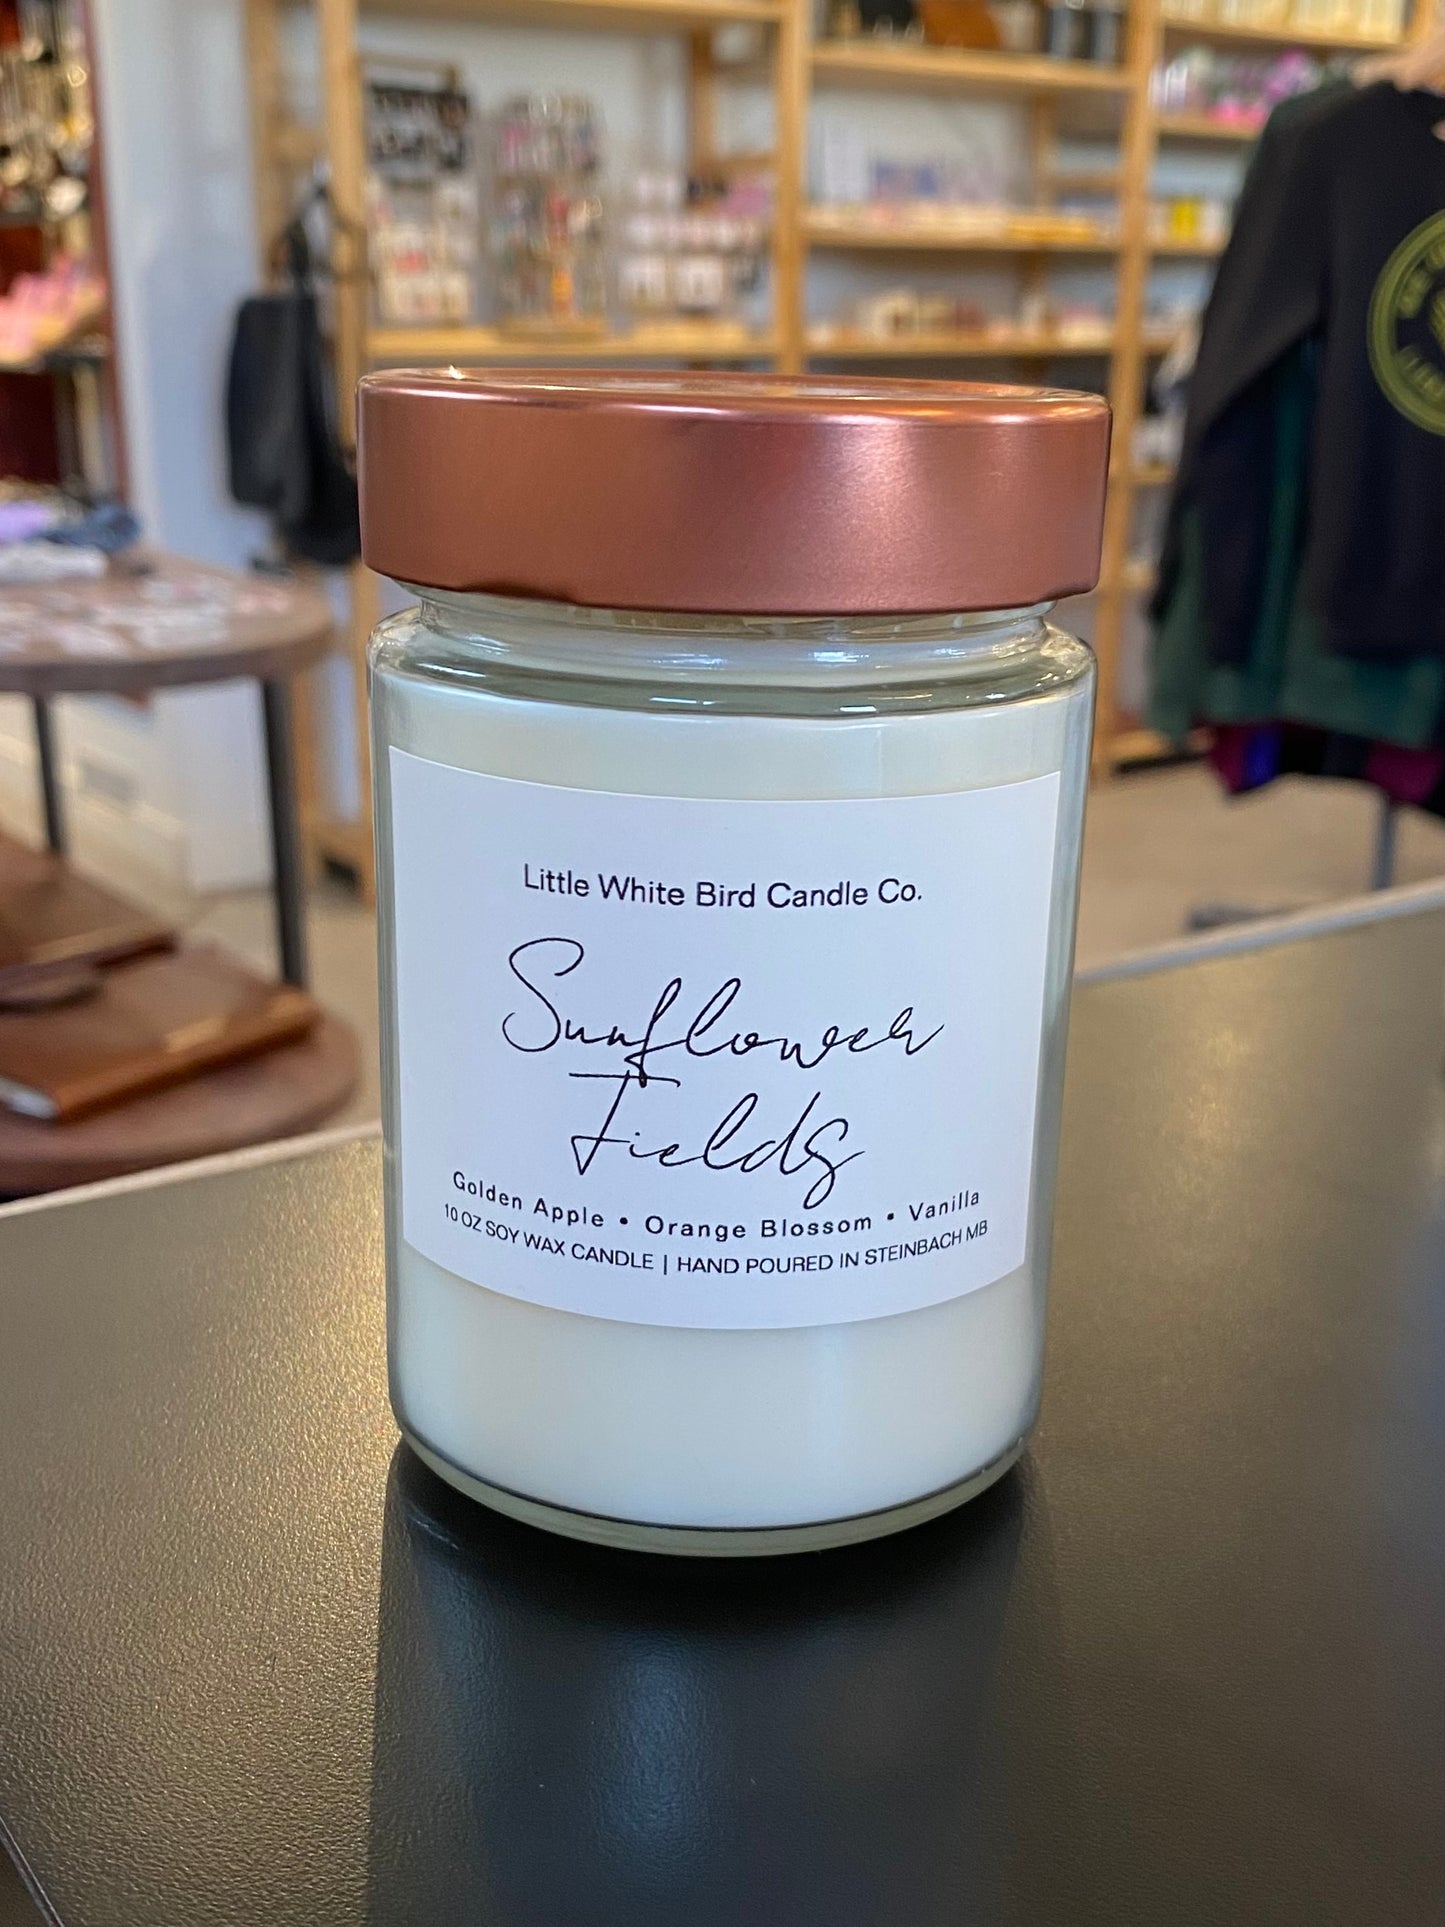 Little White Bird Candle Co.
Sunflower
Fields
Golden Apple • Orange Blossom • Vanilla
10 OZ SOY WAX CANDLE | HAND POURED IN STEINBACH MB